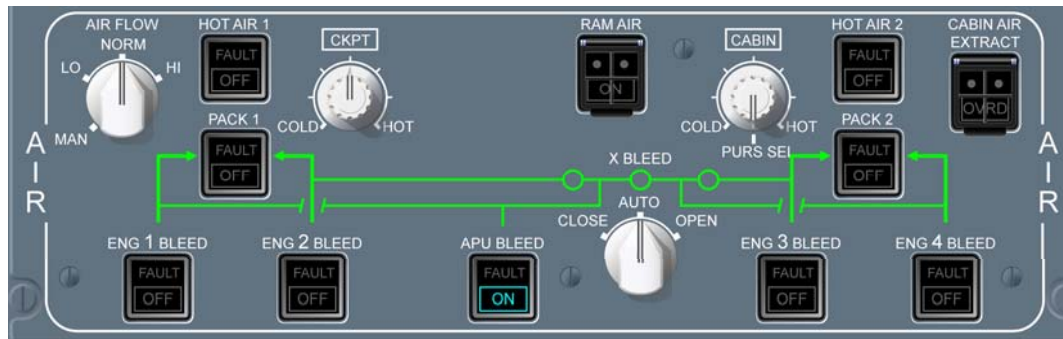 AIR FLOW
NORM
LO
HI
MAN
HOT AIR 1
FAULT
OFF
CKPT
COLD
HOT
RAM AIR
ON
CABIN
COLD
HOT
PURS SEL
HOT AIR 2
FAULT
OFF
CABIN AIR
EXTRACT
OVRD
PACK 1
FAULT
OFF
X BLEED
AUTO
CLOSE
OPEN
PACK 2
FAULT
OFF
A
I
R
A
I
R
ENG 1 BLEED
FAULT
OFF
ENG 2 BLEED
FAULT
OFF
APU BLEED
FAULT
ON
ENG 3 BLEED
FAULT
OFF
ENG 4 BLEED
FAULT
OFF